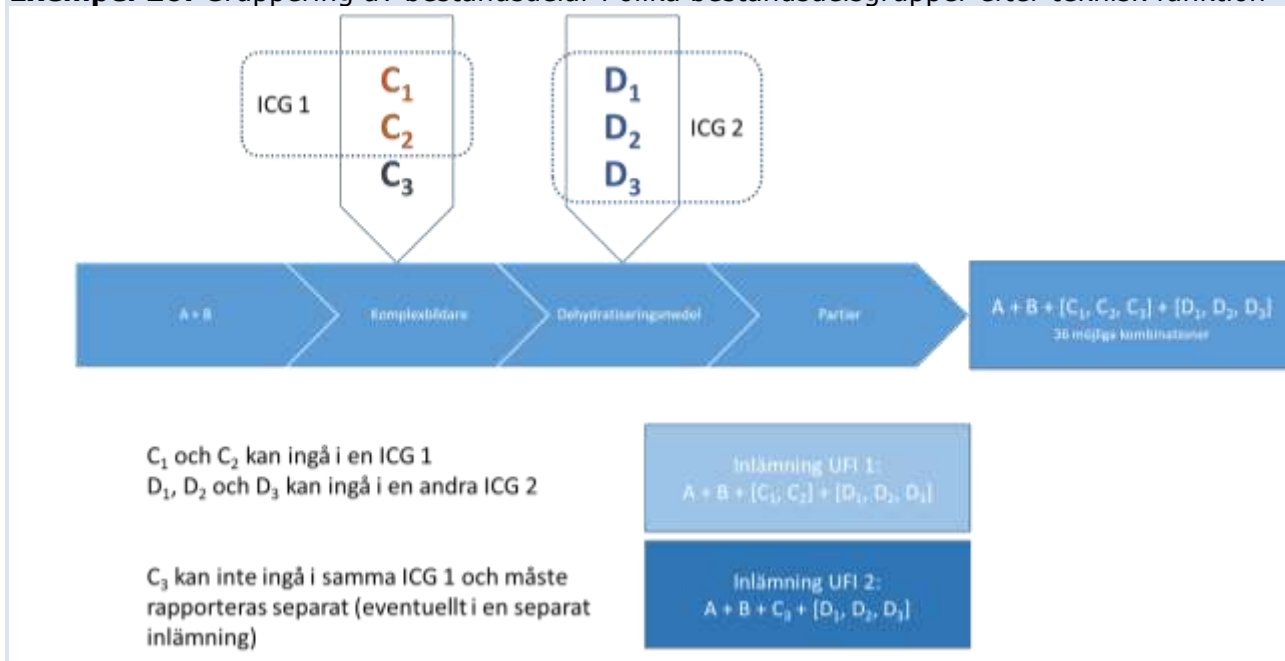 Exempel 20: Gruppering av beståndsdelar i olika beståndsdelsgrupper efter teknisk funktion
ICG 1
C₁
C₂
C₃
D₁
D₂
D₃
ICG 2
A + B
Komplexbildare
Dehydratiseringsmedel
Partier
A + B + [C₁, C₂, C₃] + [D₁, D₂, D₃]
36 möjliga kombinationer
C₁ och C₂ kan ingå i en ICG 1
D₁, D₂ och D₃ kan ingå i en andra ICG 2
Inlämning UFI 1:
A + B + [C₁, C₂] + [D₁, D₂, D₃]
C₃ kan inte ingå i samma ICG 1 och måste
rapporteras separat (eventuellt i en separat
inlämning)
Inlämning UFI 2:
A + B + C₃ + [D₁, D₂, D₃]